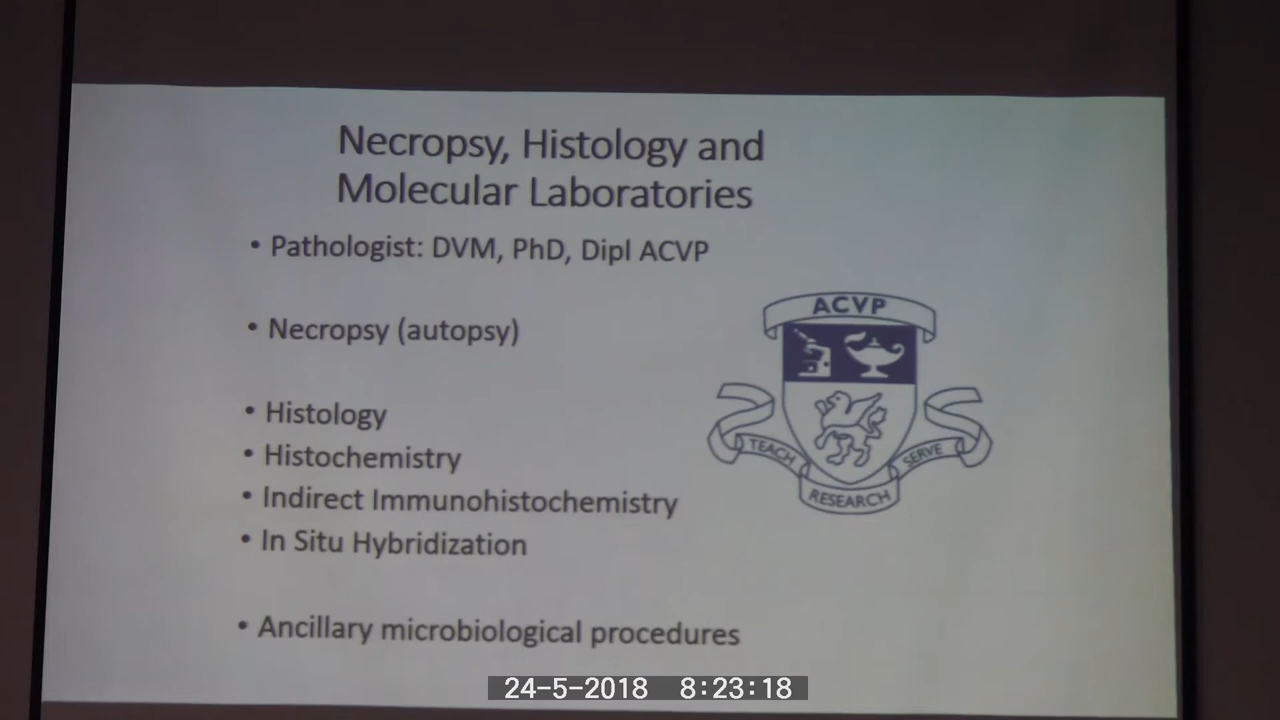 Necropsy, Histology and
Molecular Laboratories
• Pathologist: DVM, PhD, Dipl ACVP
• Necropsy (autopsy)
• Histology
• Histochemistry
• Indirect Immunohistochemistry
• In Situ Hybridization
• Ancillary microbiological procedures
ACVP
TEACH
RESEARCH
SERVE
24-5-2018 8:23:18